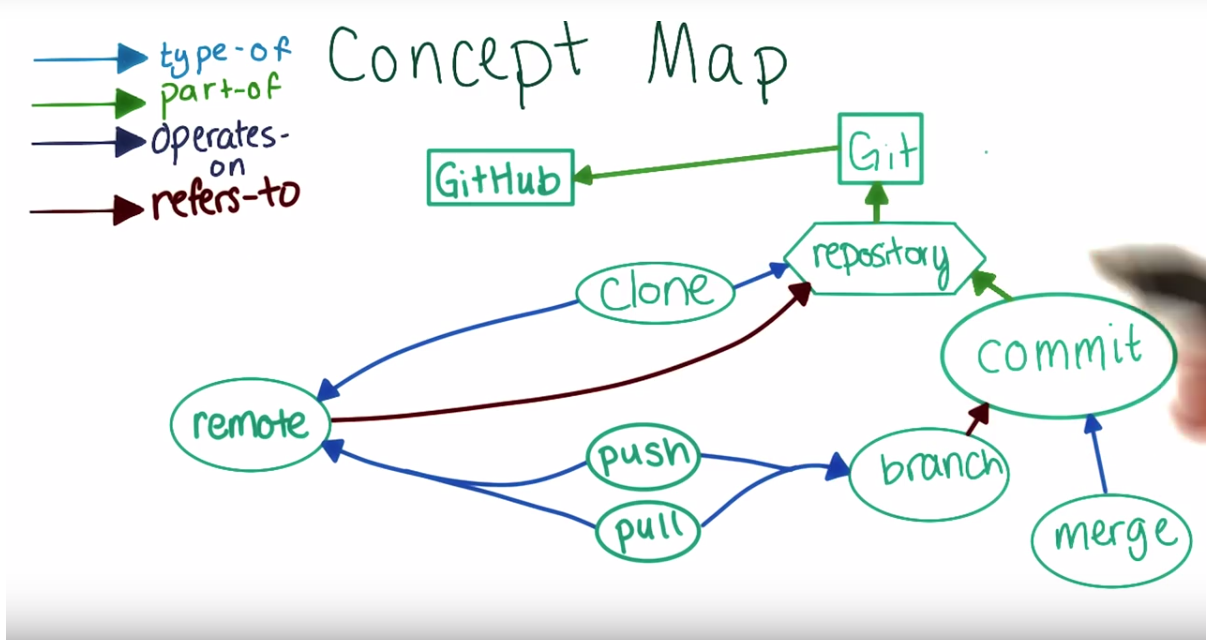 Concept Map
type-of
part-of
operates-
on
refers-to
GitHub
Git
repository
clone
commit
remote
push
branch
pull
merge